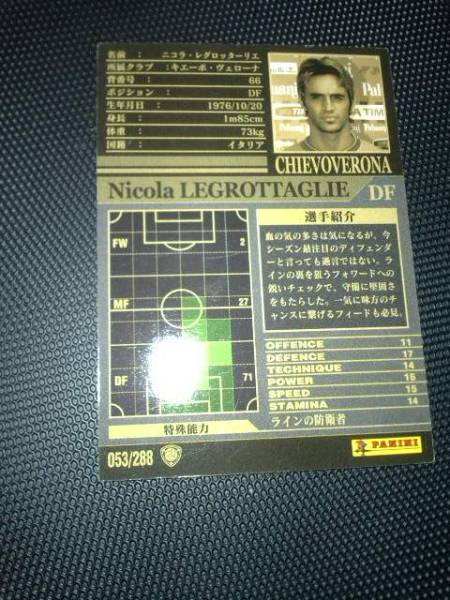 名前 : ニコラ・レグロッターリエ
所属クラブ : キエーボ・ヴェローナ
背番号 : 66
ポジション : DF
生年月日 : 1976/10/20
身長 : 1m85cm
体重 : 73kg
国籍 : イタリア
CHIEVOVERONA
Nicola LEGROTTAGLIE DF
FW 2
MF 27
DF 71
選手紹介
血の気の多さは気になるが、今
シーズン最注目のディフェンダ
ーと言っても過言ではない。ラ
インの裏を狙うフォワードへの
鋭いチェックで、守備に堅固さ
をもたらした。一気に味方のチ
ャンスに繋げるフィードも必見。
OFFENCE 11
DEFENCE 17
TECHNIQUE 14
POWER 15
SPEED 15
STAMINA 14
特殊能力
ラインの防衛者
053/288
PANINI